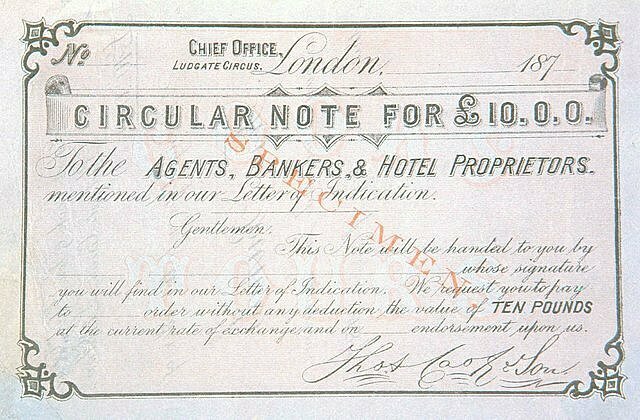 No. CHIEF OFFICE, LUDGATE CIRCUS. London, 187
CIRCULAR NOTE FOR £10.0.0.
To the AGENTS, BANKERS, & HOTEL PROPRIETORS.
mentioned in our Letter of Indication.
Gentlemen.
This Note will be handed to you by
whose signature
you will find in our Letter of Indication. We request you to pay
to order without any deduction the value of TEN POUNDS
at the current rate of exchange, and on endorsement upon us.
Thos Cook & Son.
SPECIMEN.